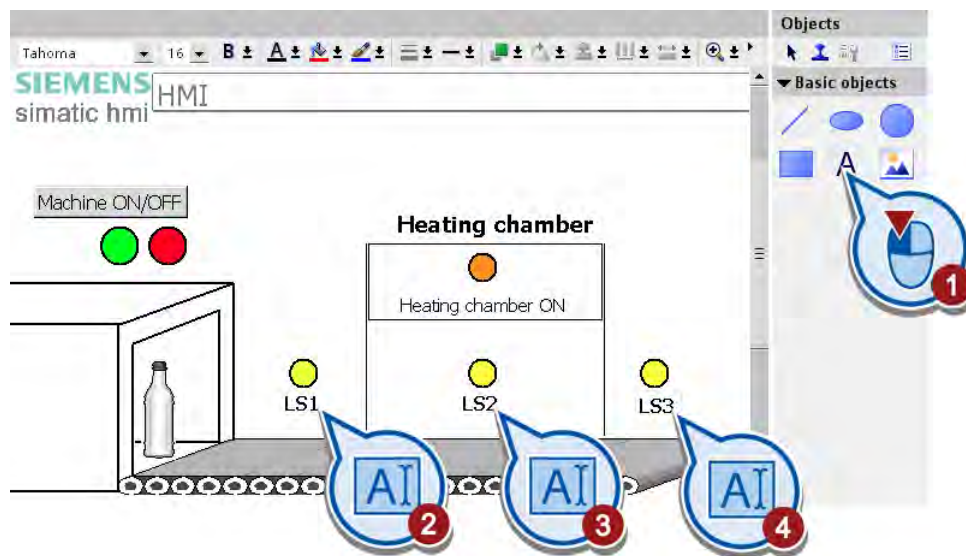 Objects
Tahoma 16 B A
Basic objects
SIEMENS
simatic hmi
HMI
A
Machine ON/OFF
Heating chamber
1
Heating chamber ON
LS1
LS2
LS3
A
A
A
2
3
4